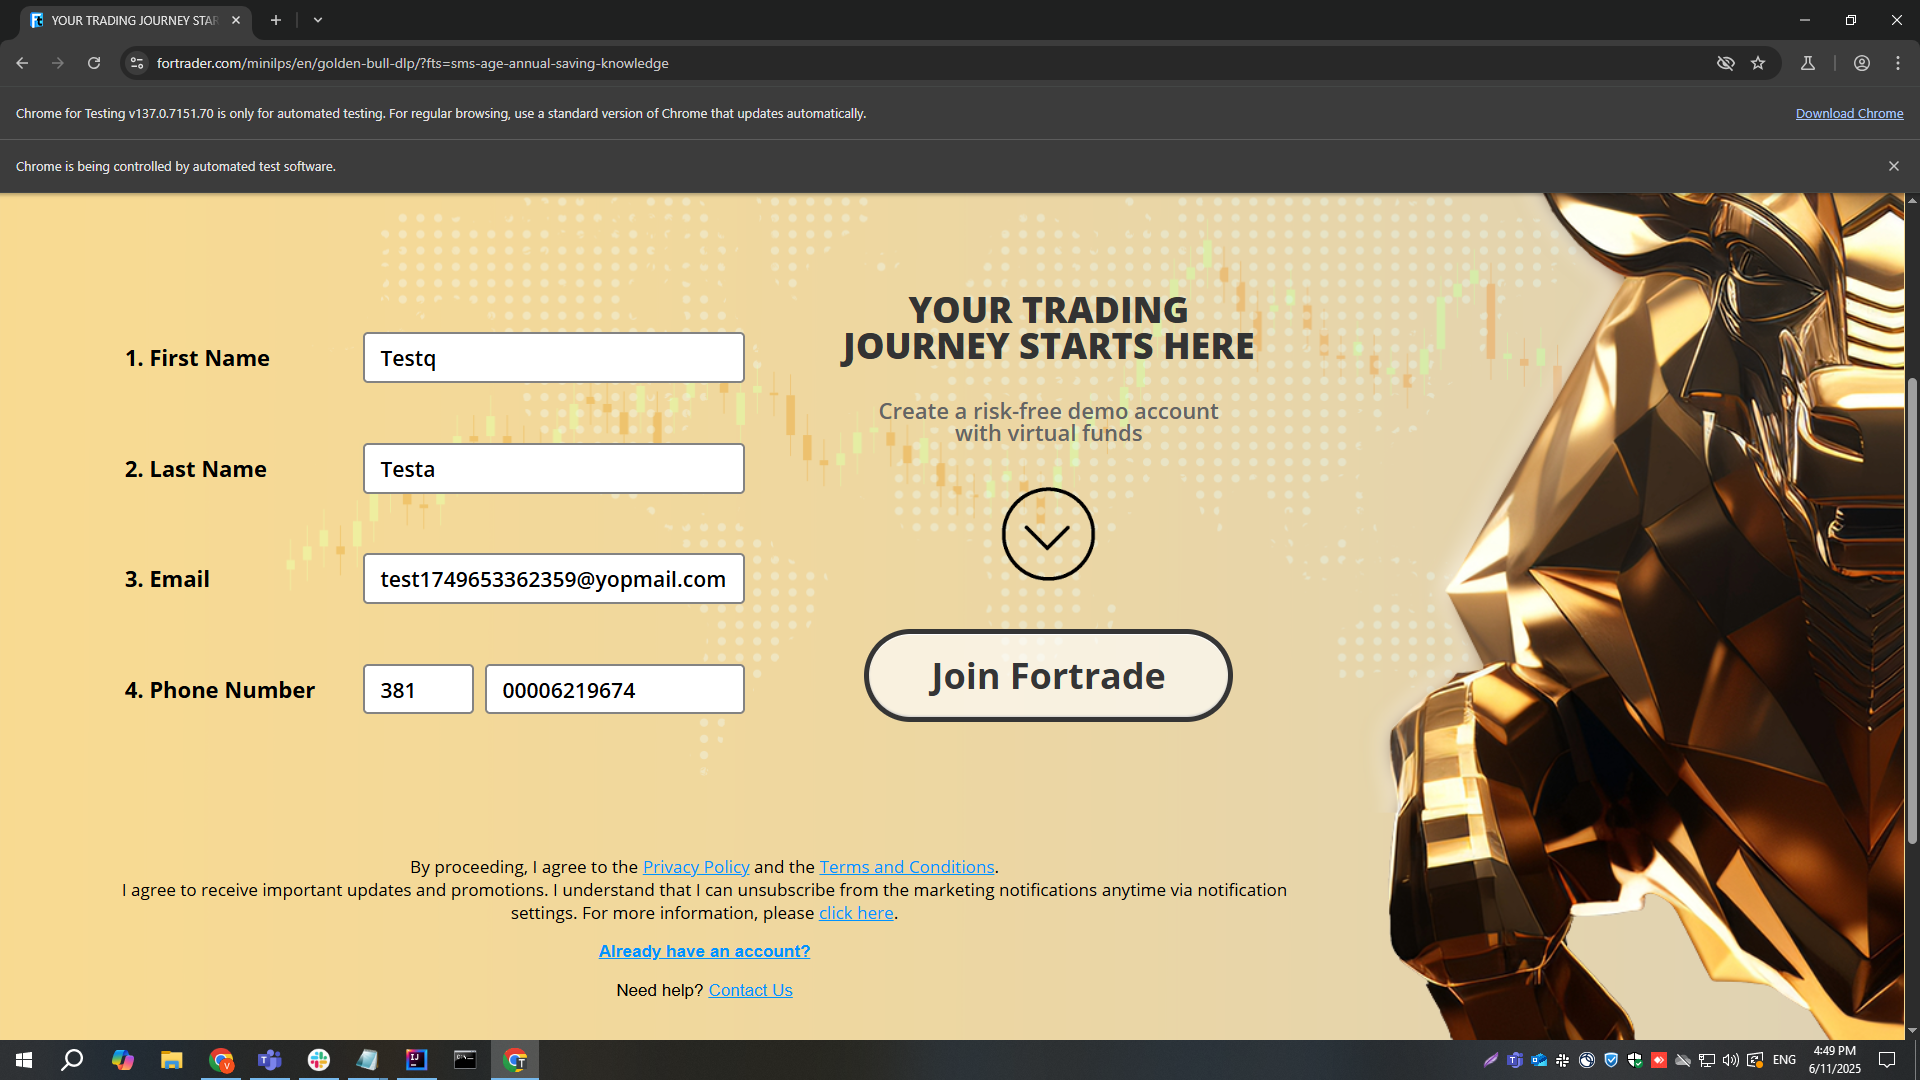 YOUR TRADING JOURNEY STAR
fortrader.com/minilps/en/golden-bull-dlp/?fts=sms-age-annual-saving-knowledge
Chrome for Testing v137.0.7151.70 is only for automated testing. For regular browsing, use a standard version of Chrome that updates automatically.
Download Chrome
Chrome is being controlled by automated test software.
YOUR TRADING
JOURNEY STARTS HERE
Create a risk-free demo account
with virtual funds
Join Fortrade
1. First Name
Testq
2. Last Name
Testa
3. Email
test1749653362359@yopmail.com
4. Phone Number
381
00006219674
By proceeding, I agree to the Privacy Policy and the Terms and Conditions.
I agree to receive important updates and promotions. I understand that I can unsubscribe from the marketing notifications anytime via notification
settings. For more information, please click here.
Already have an account?
Need help? Contact Us
ENG
4:49 PM
6/11/2025